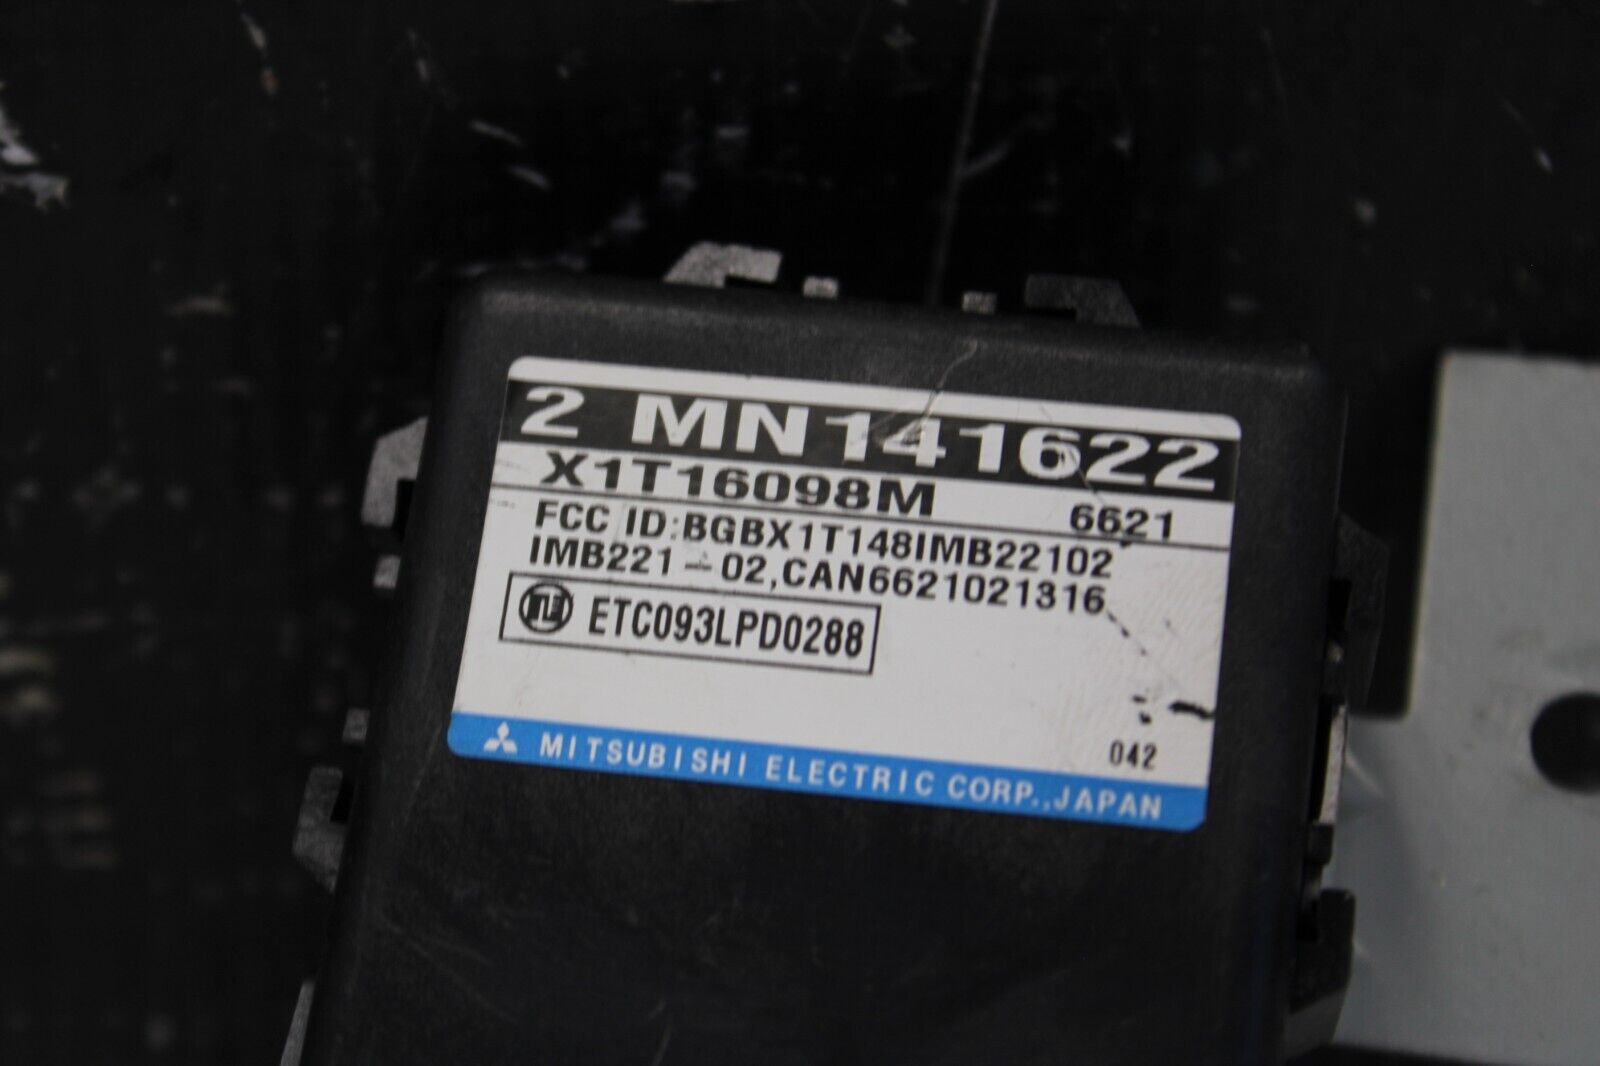 2 MN141622
X1T16098M 6621
FCC ID:BGBX1T148IMB22102
IMB221-02,CAN6621021316
ETC093LPD0288
042
MITSUBISHI ELECTRIC CORP.,JAPAN